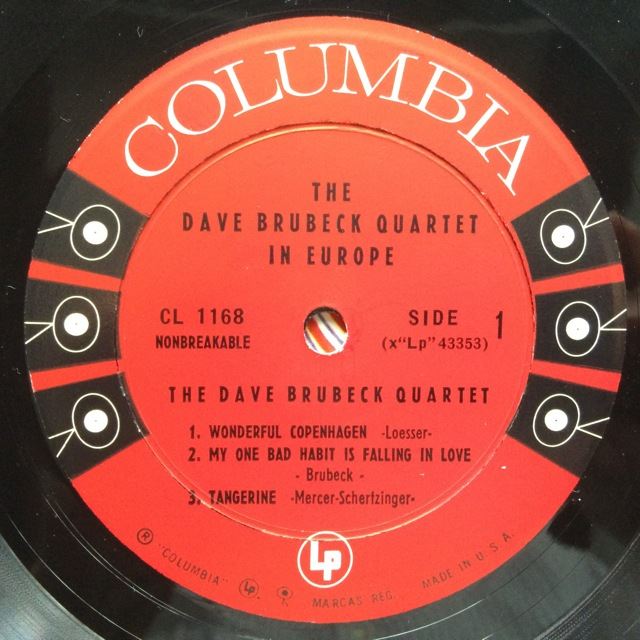 COLUMBIA
THE
DAVE BRUBECK QUARTET
IN EUROPE
CL 1168
NONBREAKABLE
SIDE 1
(x"Lp" 43353)
THE DAVE BRUBECK QUARTET
1. WONDERFUL COPENHAGEN -Loesser-
2. MY ONE BAD HABIT IS FALLING IN LOVE
- Brubeck -
3. TANGERINE -Mercer-Schertzinger-
Lp
® "COLUMBIA" Lp MARCAS REG. MADE IN U.S.A.